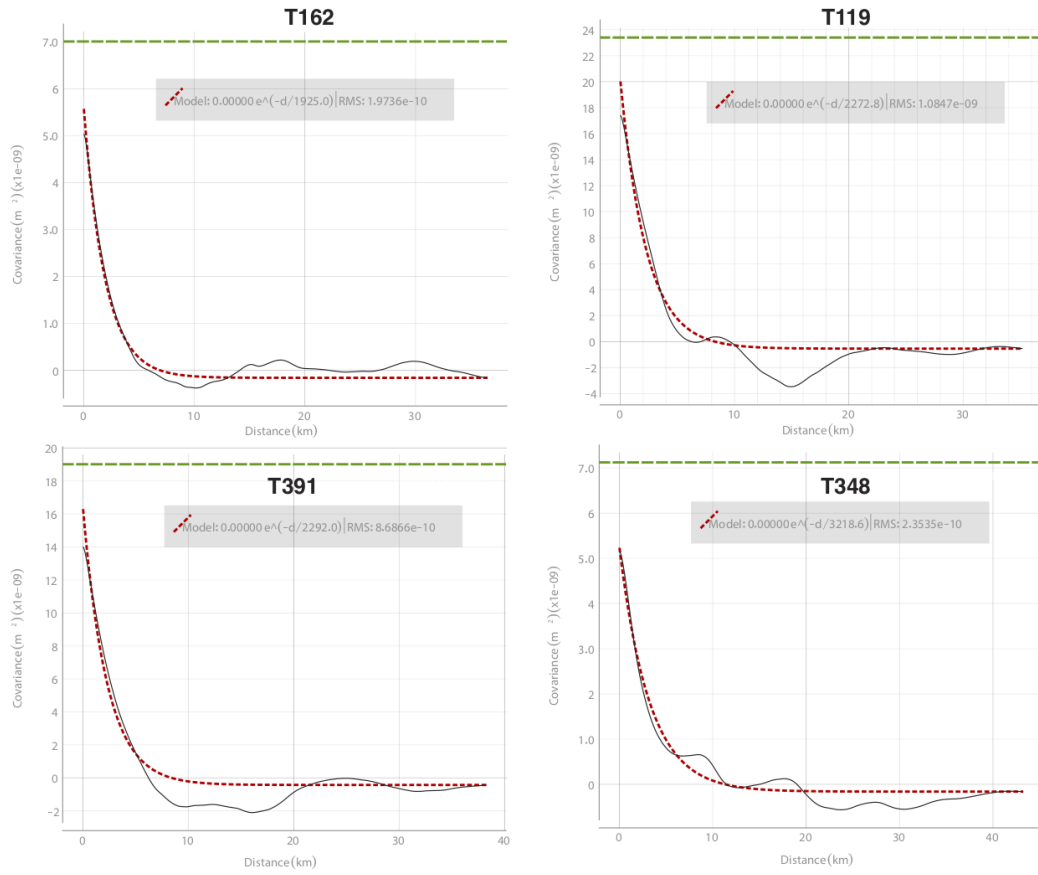 T162
7.0
6
5.0
4
3.0
2
1.0
0
Covariance(m ²)(x1e-09)
Model: 0.00000 e^(-d/1925.0)|RMS: 1.9736e-10
0 10 20 30
Distance(km)
T119
24
22
20
18
16
14
12
10
8
6
4
2
0
-2
-4
Covariance(m ²)(x1e-09)
Model: 0.00000 e^(-d/2272.8)|RMS: 1.0847e-09
0 10 20 30
Distance(km)
T391
20
18
16
14
12
10
8
6
4
2
0
-2
Covariance(m ²)(x1e-09)
Model: 0.00000 e^(-d/2292.0)|RMS: 8.6866e-10
0 10 20 30 40
Distance(km)
T348
7.0
6
5.0
4
3.0
2
1.0
0
Covariance(m ²)(x1e-09)
Model: 0.00000 e^(-d/3218.6)|RMS: 2.3535e-10
0 10 20 30 40
Distance(km)